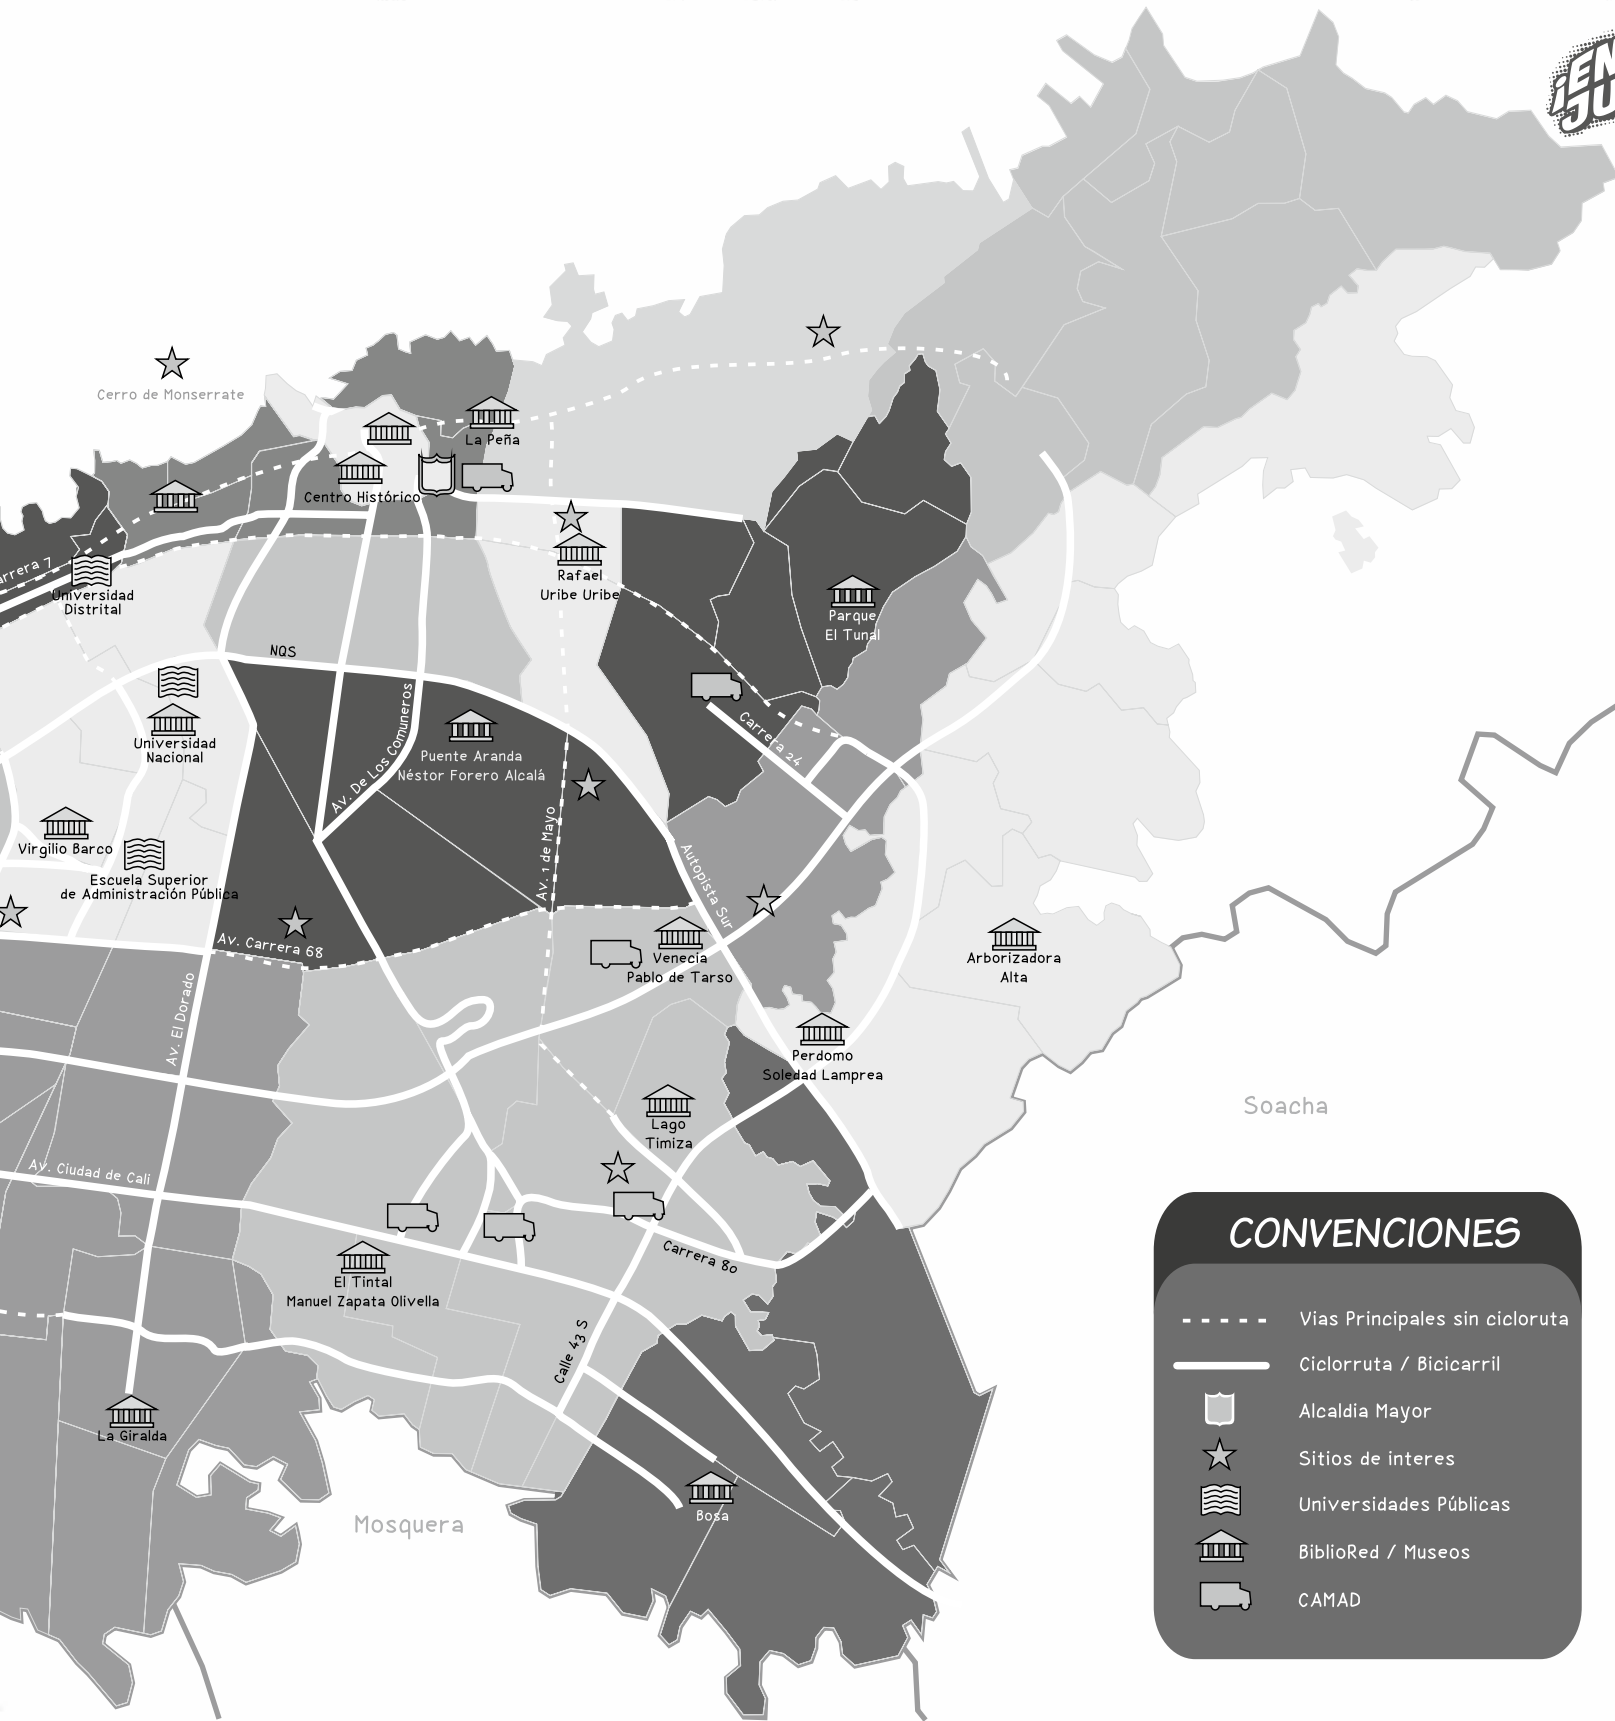 ¡EN
JU
Cerro de Monserrate
La Peña
Centro Histórico
Carrera 7
Universidad
Distrital
Rafael
Uribe Uribe
Parque
El Tunal
NQS
Universidad
Nacional
Av. De Los Comuneros
Puente Aranda
Néstor Forero Alcalá
Carrera 24
Av. 1 de Mayo
Virgilio Barco
Escuela Superior
de Administración Pública
Autopista Sur
Av. Carrera 68
Venecia
Pablo de Tarso
Arborizadora
Alta
Av. El Dorado
Perdomo
Soledad Lamprea
Lago
Timiza
Soacha
Av. Ciudad de Cali
Carrera 80
El Tintal
Manuel Zapata Olivella
Calle 43 S
La Giralda
Bosa
Mosquera
CONVENCIONES
Vias Principales sin cicloruta
Ciclorruta / Bicicarril
Alcaldia Mayor
Sitios de interes
Universidades Públicas
BiblioRed / Museos
CAMAD